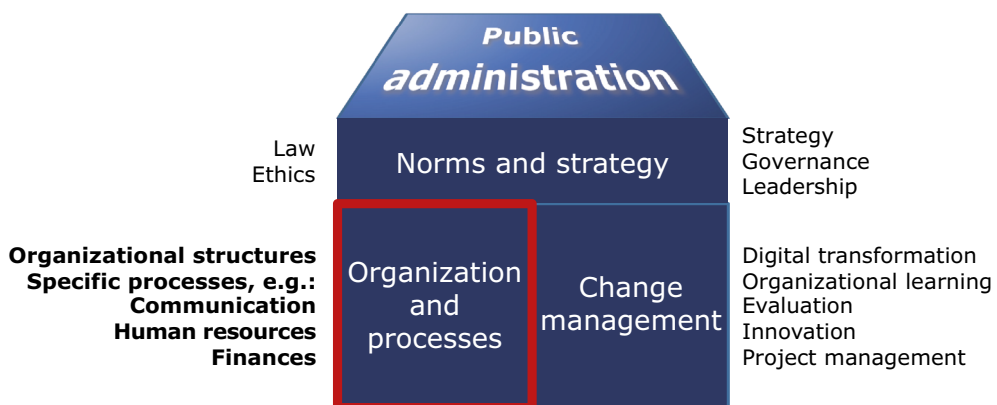 Public
administration
Law
Ethics
Norms and strategy
Strategy
Governance
Leadership
Organizational structures
Specific processes, e.g.:
Communication
Human resources
Finances
Organization
and
processes
Change
management
Digital transformation
Organizational learning
Evaluation
Innovation
Project management